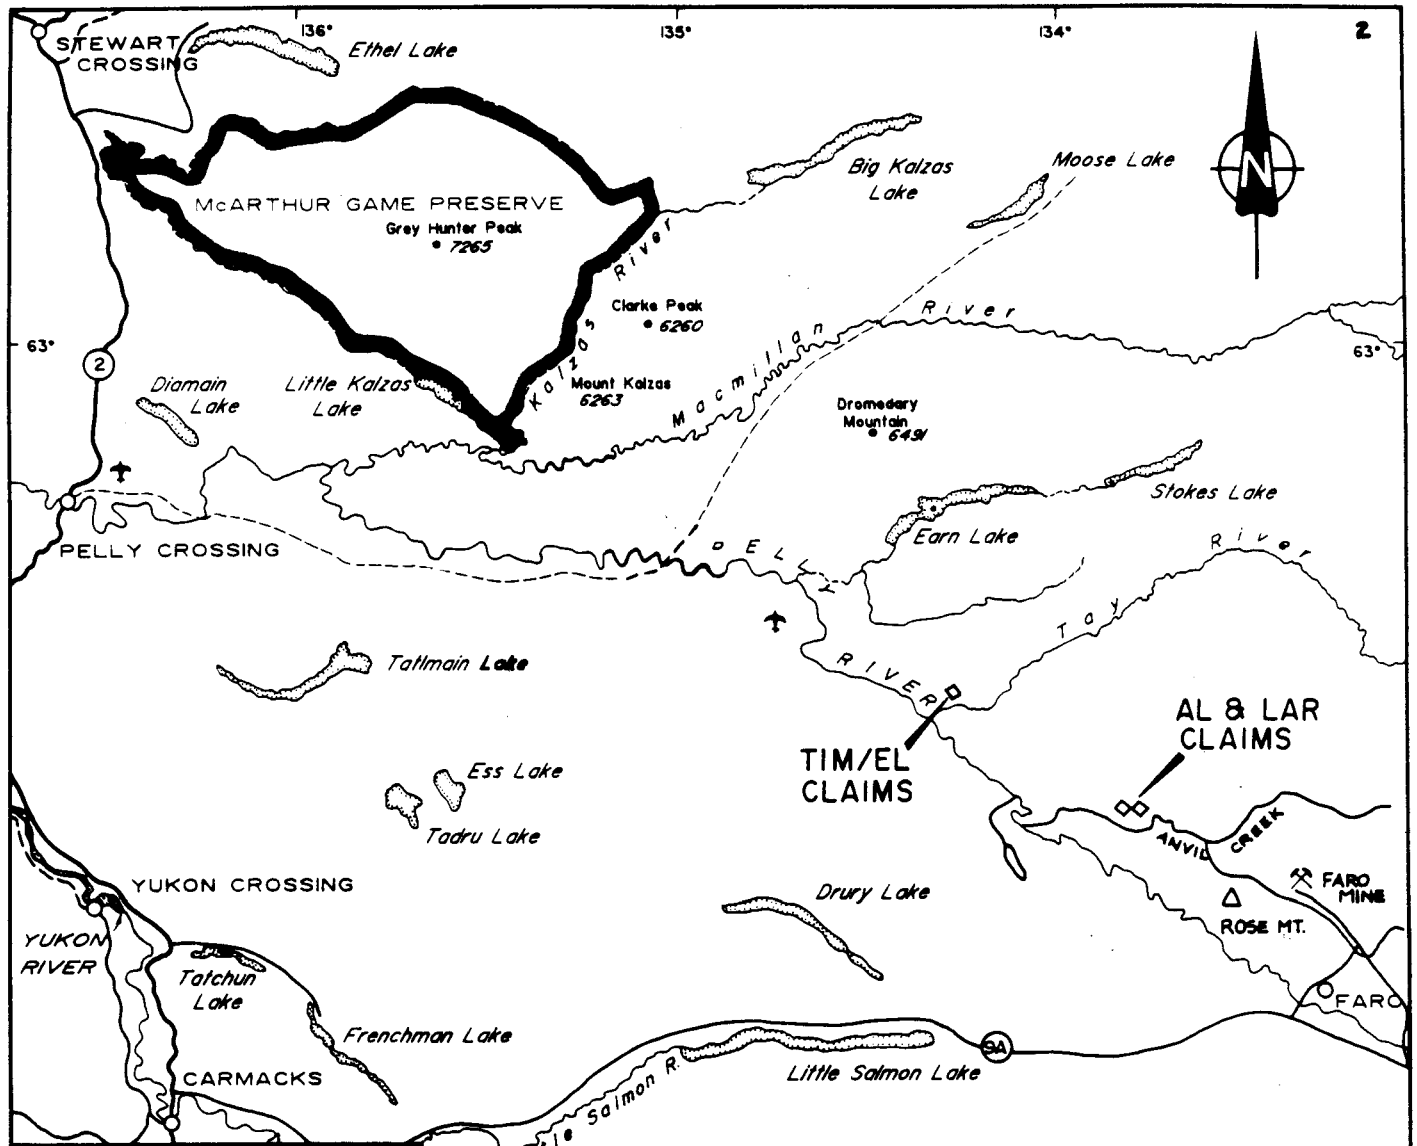 136°
135°
134°
2
STEWART
CROSSING
Ethel Lake
Big Kalzas
Lake
Moose Lake
N
McARTHUR GAME PRESERVE
Grey Hunter Peak
7265
Kalzas River
Clarke Peak
6260
Macmillan River
63°
63°
2
Diamain
Lake
Little Kalzas
Lake
Mount Kalzas
6263
Dromedary
Mountain
6491
Stokes Lake
Earn Lake
PELLY CROSSING
PELLY RIVER
Tay River
Tatlmain Lake
AL & LAR
CLAIMS
TIM/EL
CLAIMS
Ess Lake
Tadru Lake
ANVIL CREEK
FARO
MINE
ROSE MT.
YUKON CROSSING
Drury Lake
YUKON
RIVER
Tatchun
Lake
FARO
Frenchman Lake
9A
CARMACKS
Little Salmon Lake
le Salmon R.